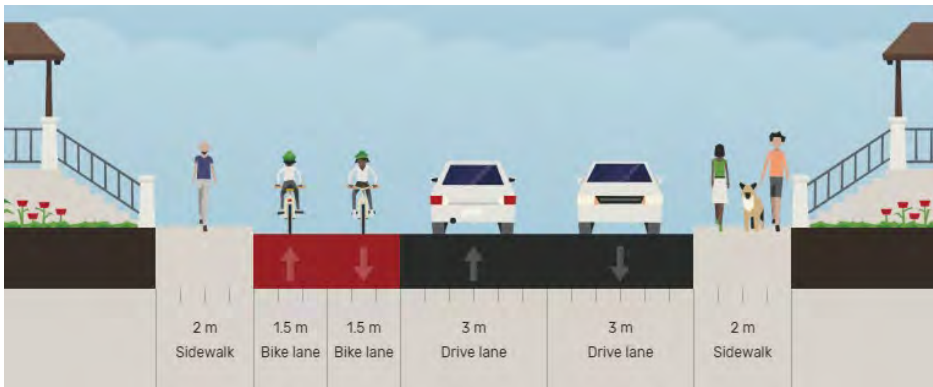 2 m
Sidewalk
1.5 m
Bike lane
1.5 m
Bike lane
3 m
Drive lane
3 m
Drive lane
2 m
Sidewalk